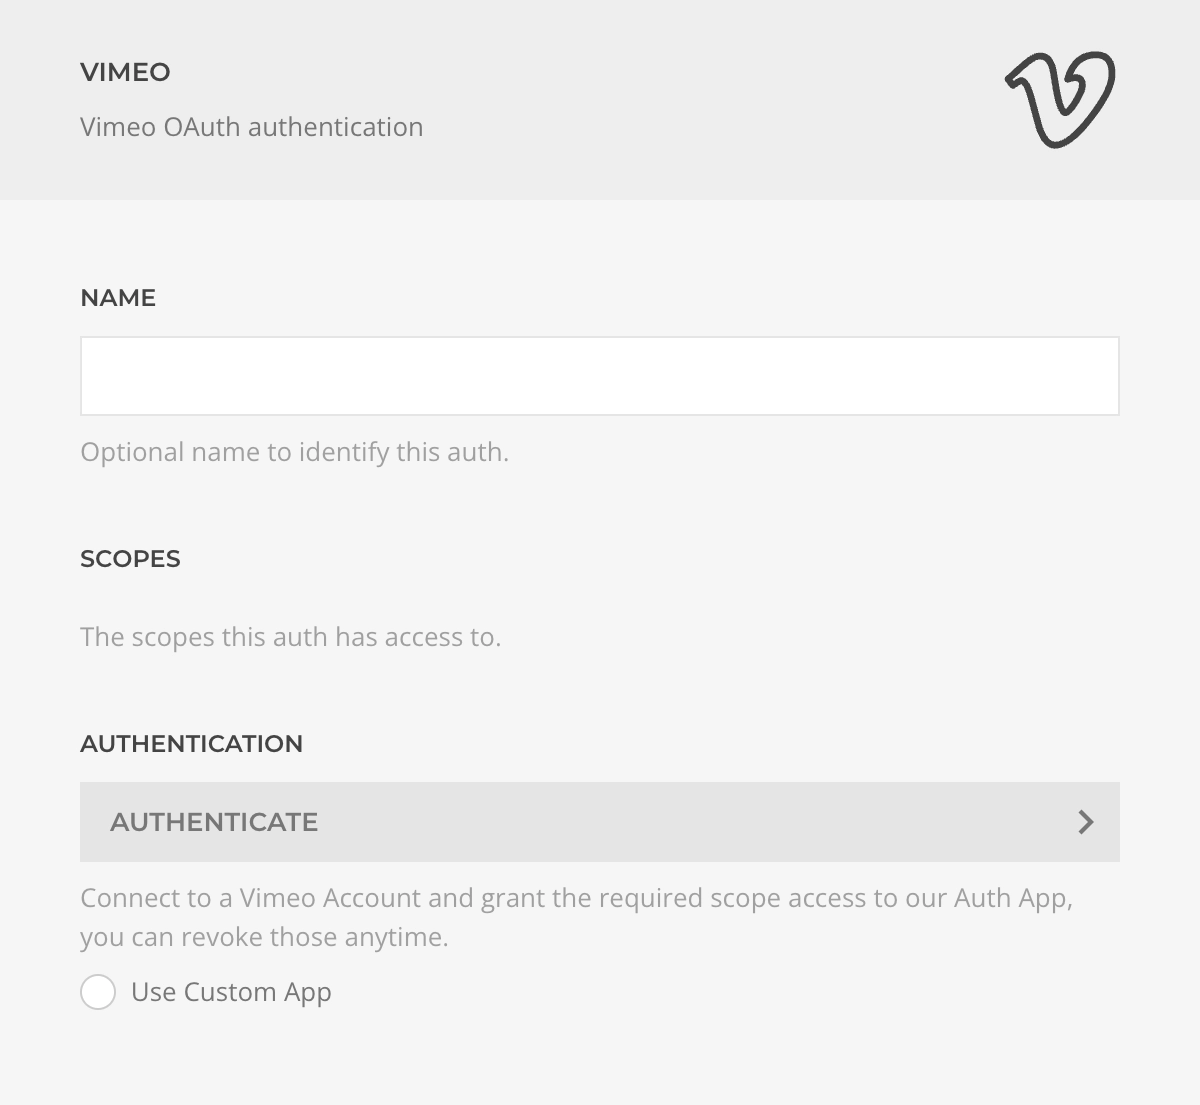 VIMEO
Vimeo OAuth authentication
NAME
Optional name to identify this auth.
SCOPES
The scopes this auth has access to.
AUTHENTICATION
AUTHENTICATE
Connect to a Vimeo Account and grant the required scope access to our Auth App,
you can revoke those anytime.
Use Custom App